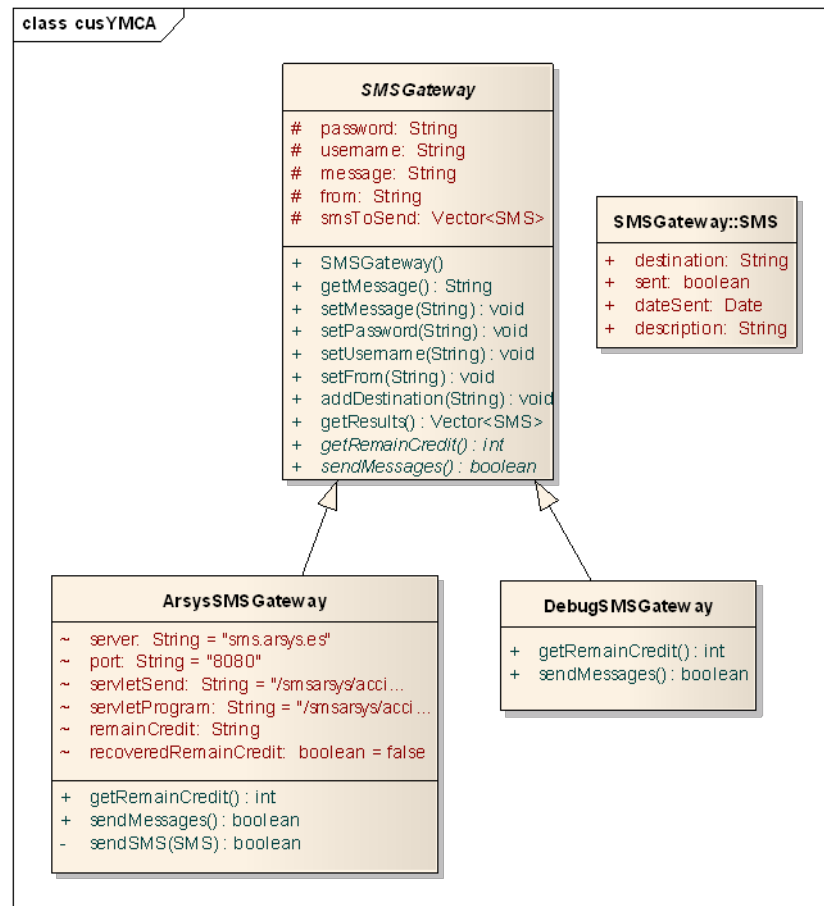 class cusYMCA
SMSGateway
# password: String
# username: String
# message: String
# from: String
# smsToSend: Vector<SMS>
+ SMSGateway()
+ getMessage() : String
+ setMessage(String) : void
+ setPassword(String) : void
+ setUsername(String) : void
+ setFrom(String) : void
+ addDestination(String) : void
+ getResults() : Vector<SMS>
+ getRemainCredit() : int
+ sendMessages() : boolean
SMSGateway::SMS
+ destination: String
+ sent: boolean
+ dateSent: Date
+ description: String
ArsysSMSGateway
~ server: String = "sms.arsys.es"
~ port: String = "8080"
~ servletSend: String = "/smsarsys/acci...
~ servletProgram: String = "/smsarsys/acci...
~ remainCredit: String
~ recoveredRemainCredit: boolean = false
+ getRemainCredit() : int
+ sendMessages() : boolean
- sendSMS(SMS) : boolean
DebugSMSGateway
+ getRemainCredit() : int
+ sendMessages() : boolean